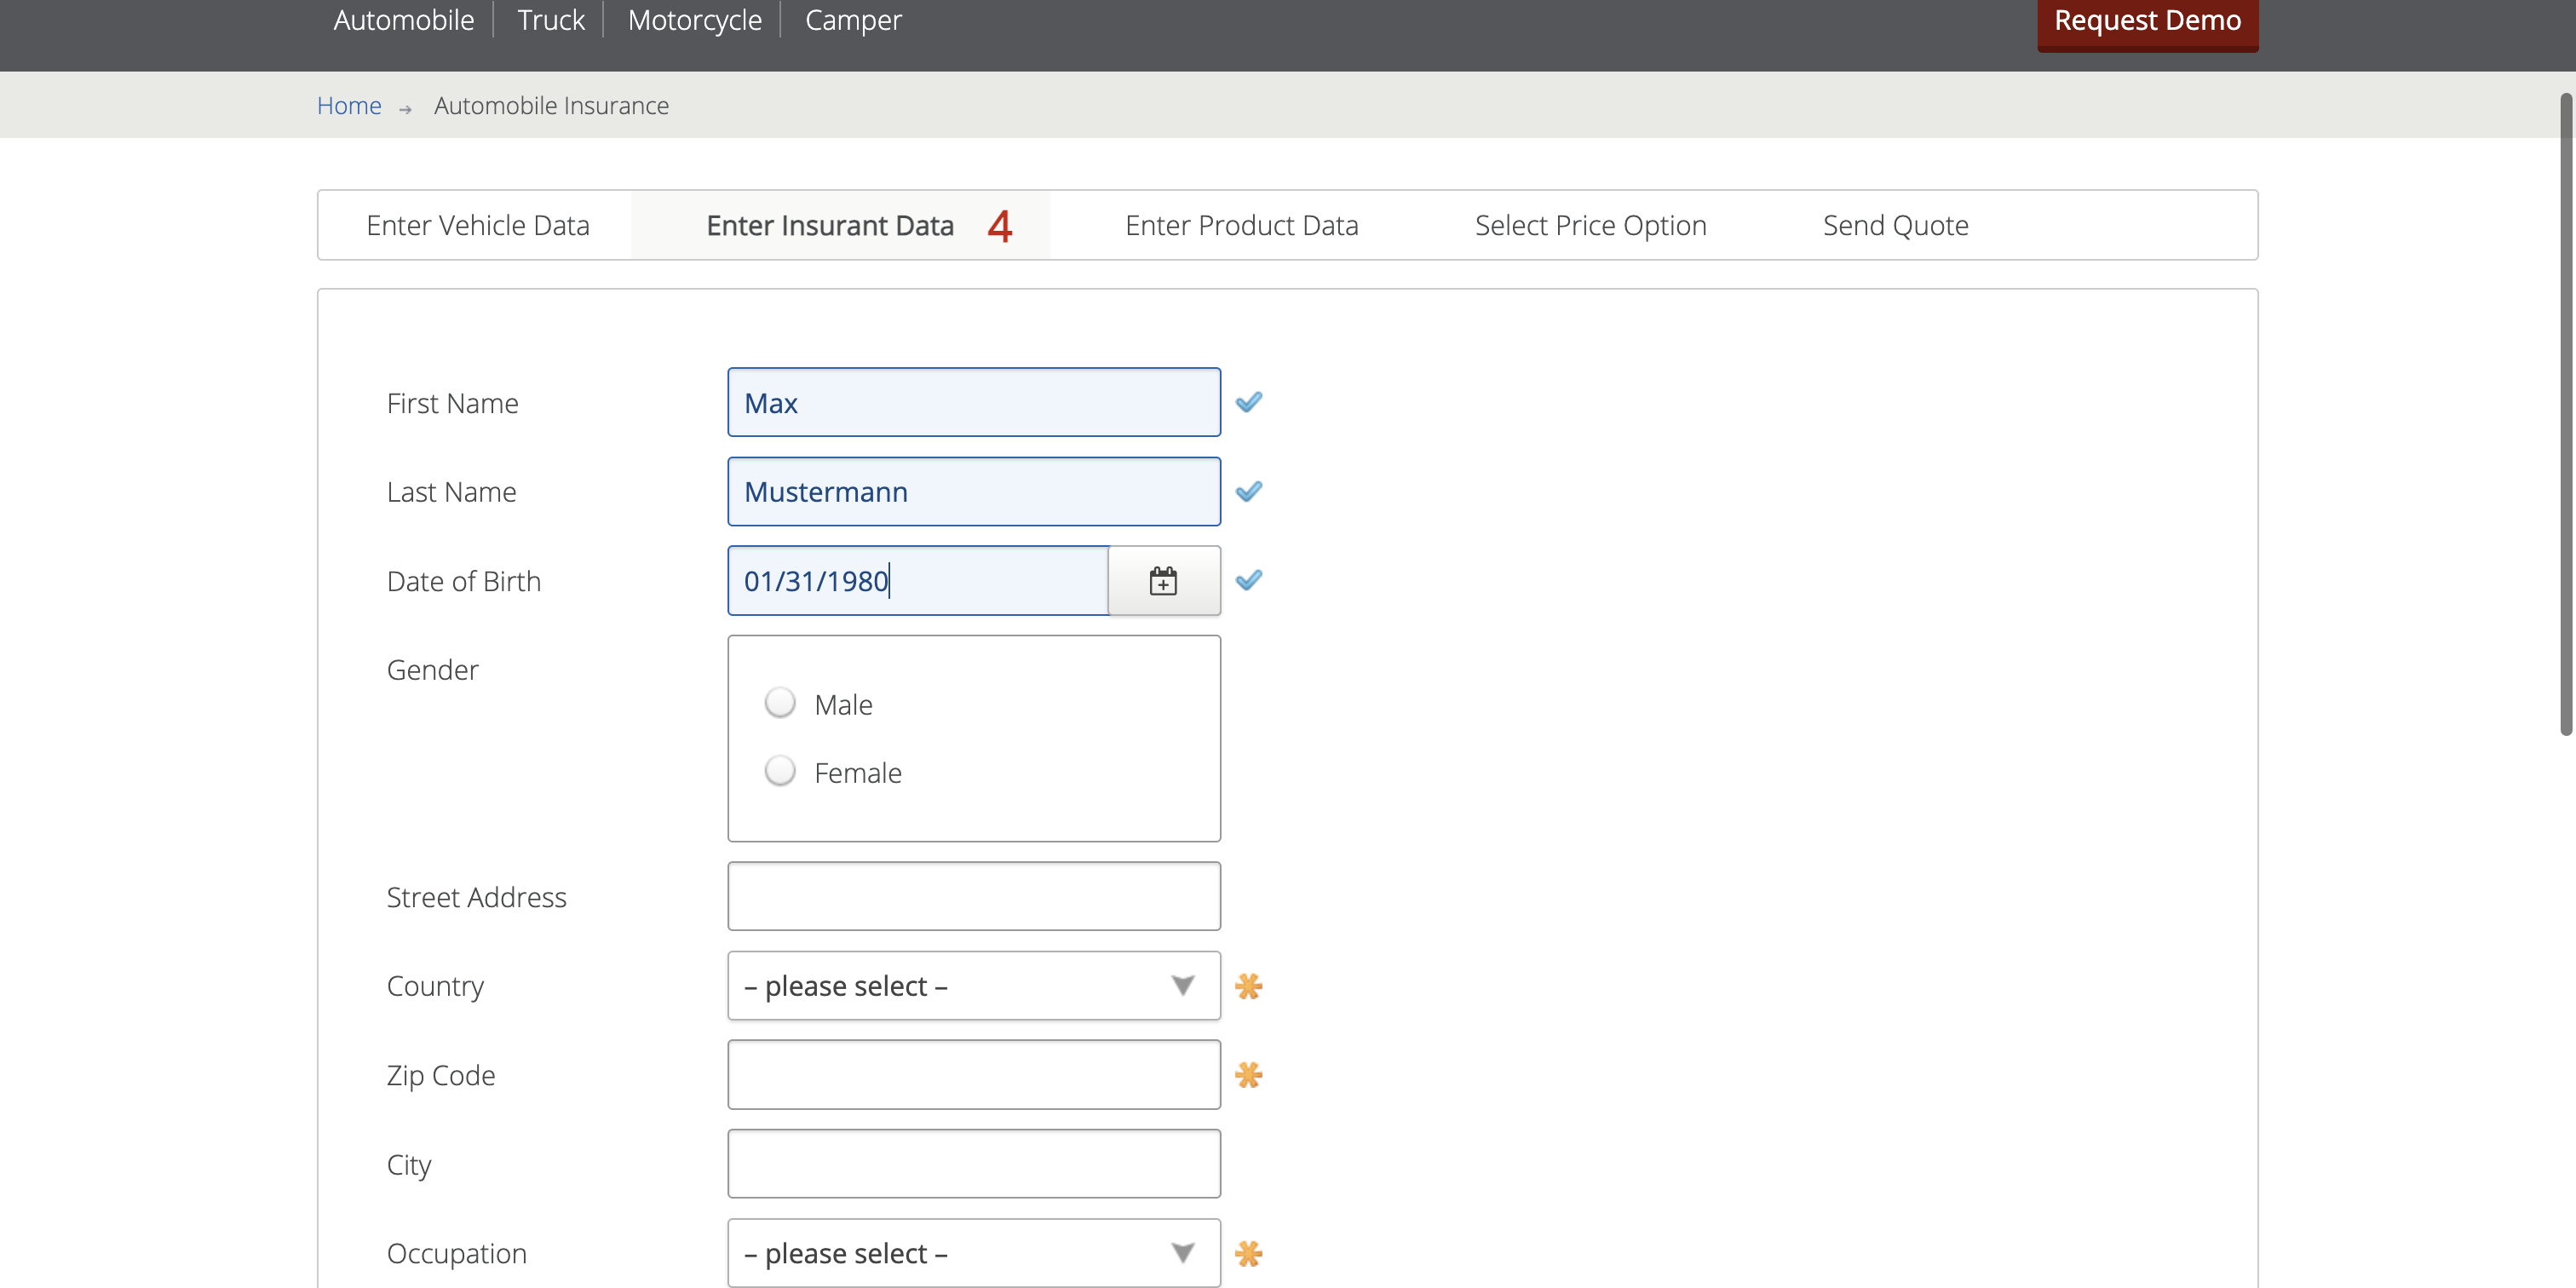 Automobile Truck Motorcycle Camper Request Demo
Home → Automobile Insurance
Enter Vehicle Data Enter Insurant Data 4 Enter Product Data Select Price Option Send Quote
First Name Max
Last Name Mustermann
Date of Birth 01/31/1980
Gender
Male
Female
Street Address
Country – please select –
Zip Code
City
Occupation – please select –